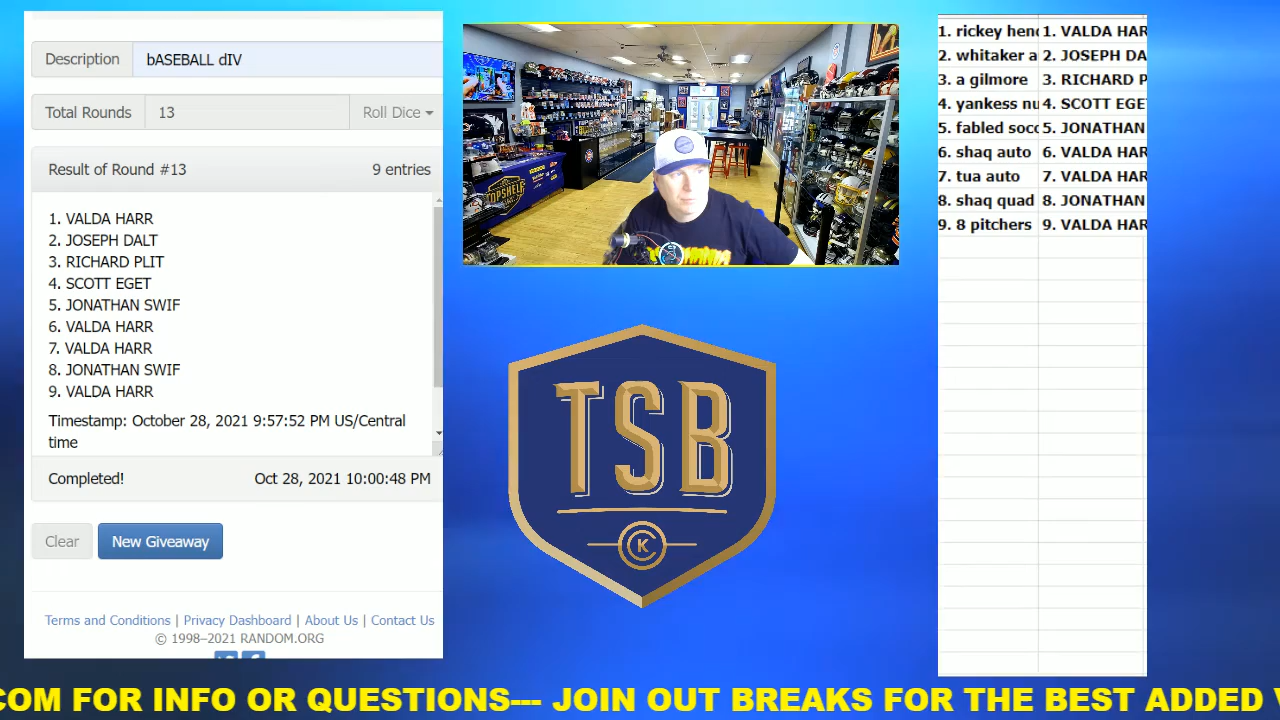 Description bASEBALL dIV
Total Rounds 13 Roll Dice
Result of Round #13 9 entries
1. VALDA HARR
2. JOSEPH DALT
3. RICHARD PLIT
4. SCOTT EGET
5. JONATHAN SWIF
6. VALDA HARR
7. VALDA HARR
8. JONATHAN SWIF
9. VALDA HARR
Timestamp: October 28, 2021 9:57:52 PM US/Central
time
Completed! Oct 28, 2021 10:00:48 PM
Clear New Giveaway
Terms and Conditions | Privacy Dashboard | About Us | Contact Us
© 1998–2021 RANDOM.ORG
TSB
CK
1. rickey hend 1. VALDA HAR
2. whitaker a 2. JOSEPH DA
3. a gilmore 3. RICHARD P
4. yankess nu 4. SCOTT EGE
5. fabled socc 5. JONATHAN
6. shaq auto 6. VALDA HAR
7. tua auto 7. VALDA HAR
8. shaq quad 8. JONATHAN
9. 8 pitchers 9. VALDA HAR
COM FOR INFO OR QUESTIONS--- JOIN OUT BREAKS FOR THE BEST ADDED